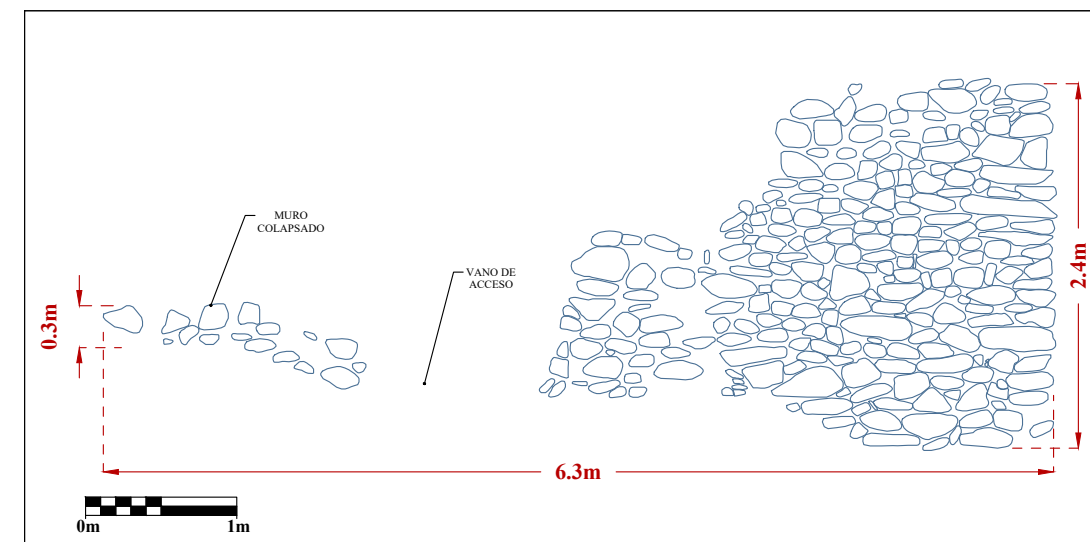 MURO
COLAPSADO
VANO DE
ACCESO
0.3m
2.4m
6.3m
0m
1m